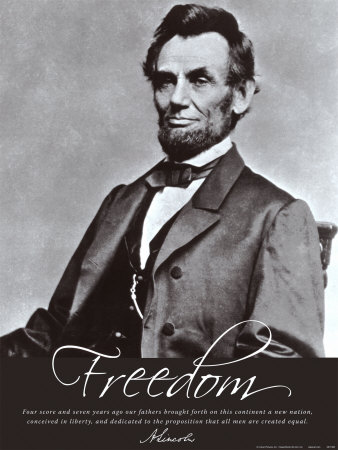 Freedom
Four score and seven years ago our fathers brought forth on this continent a new nation,
conceived in liberty, and dedicated to the proposition that all men are created equal.
A. Lincoln